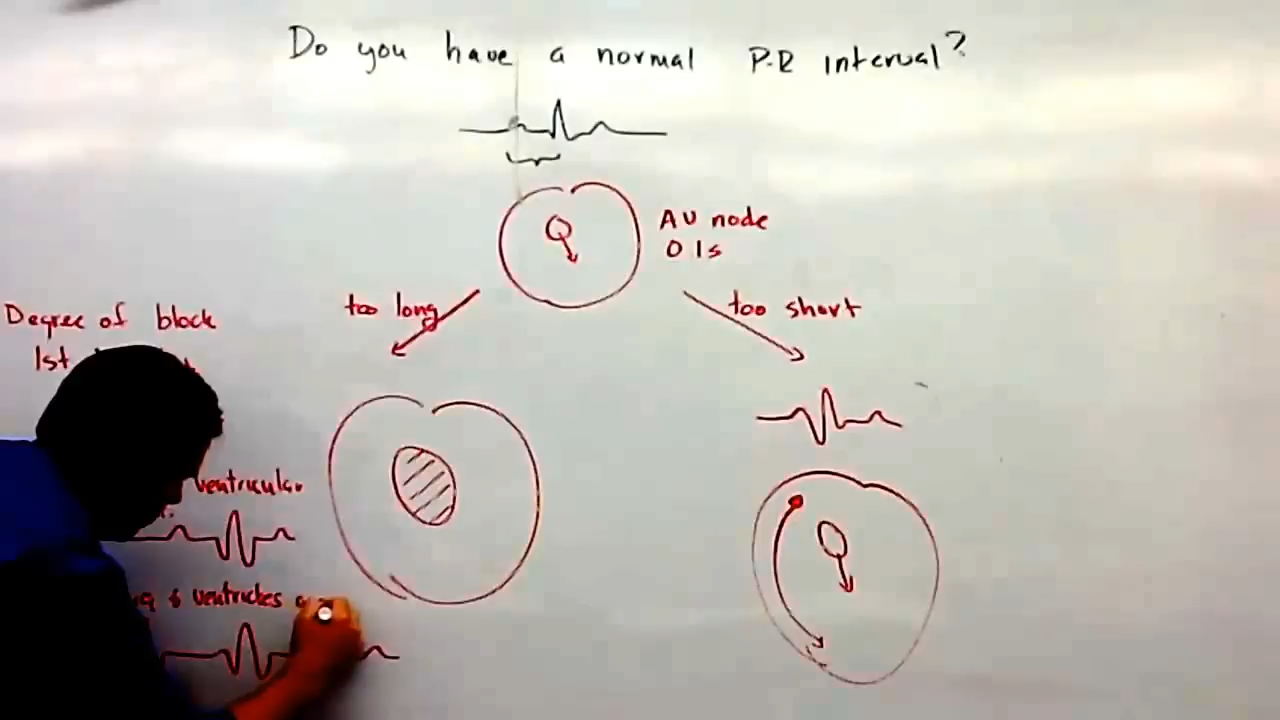 Do you have a normal P-R interval?
AV node
0.1s
too long
too short
Degree of block
1st
ventricular
& ventricles